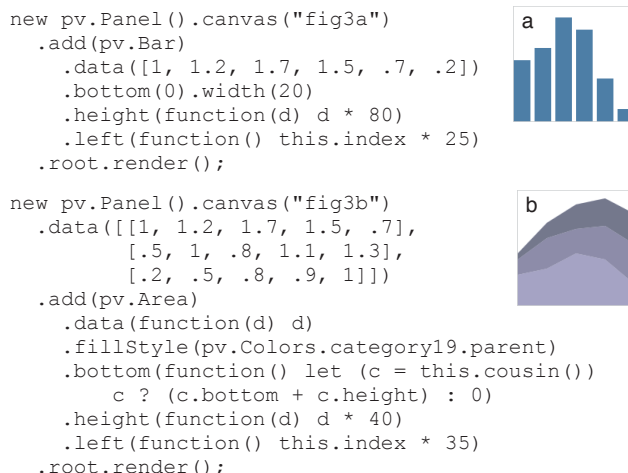 new pv.Panel().canvas("fig3a")
  .add(pv.Bar)
    .data([1, 1.2, 1.7, 1.5, .7, .2])
    .bottom(0).width(20)
    .height(function(d) d * 80)
    .left(function() this.index * 25)
  .root.render();
a
new pv.Panel().canvas("fig3b")
  .data([[1, 1.2, 1.7, 1.5, .7],
         [.5, 1, .8, 1.1, 1.3],
         [.2, .5, .8, .9, 1]])
  .add(pv.Area)
    .data(function(d) d)
    .fillStyle(pv.Colors.category19.parent)
    .bottom(function() let (c = this.cousin())
        c ? (c.bottom + c.height) : 0)
    .height(function(d) d * 40)
    .left(function() this.index * 35)
  .root.render();
b